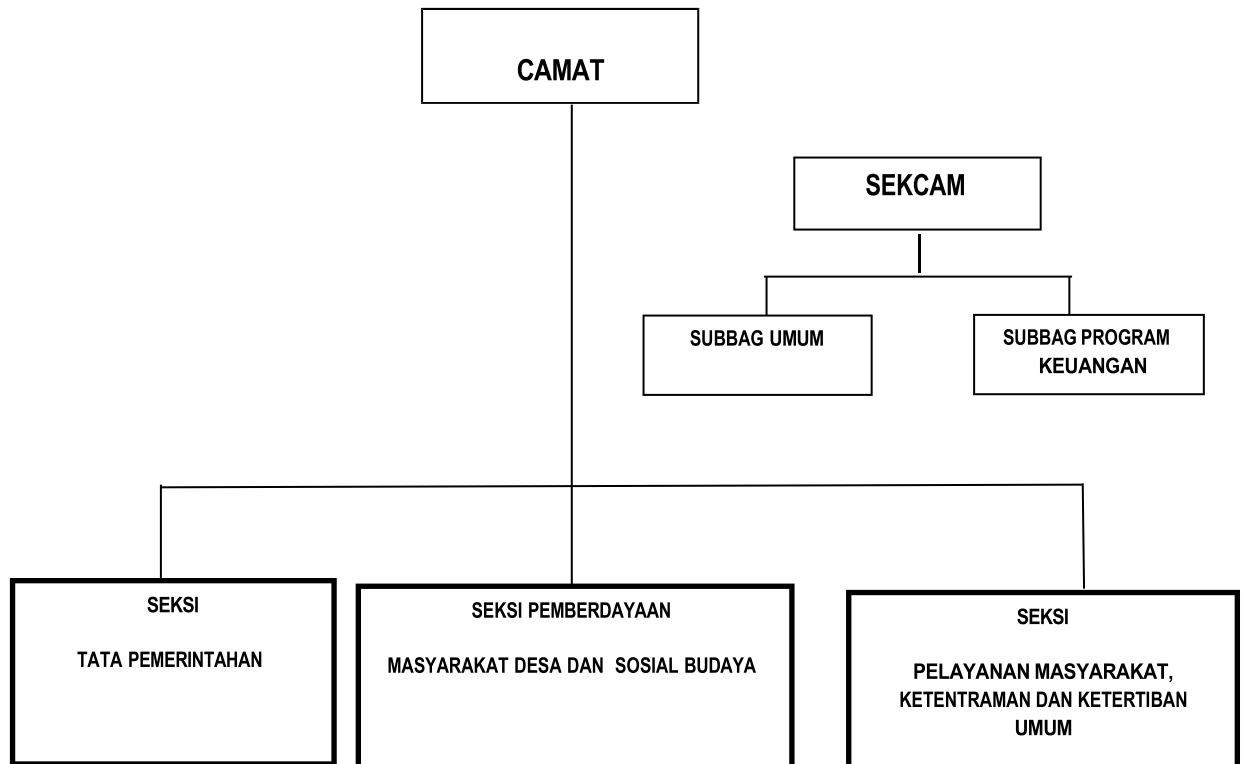 CAMAT
SEKCAM
SUBBAG UMUM
SUBBAG PROGRAM
KEUANGAN
SEKSI
TATA PEMERINTAHAN
SEKSI PEMBERDAYAAN
MASYARAKAT DESA DAN SOSIAL BUDAYA
SEKSI
PELAYANAN MASYARAKAT,
KETENTRAMAN DAN KETERTIBAN
UMUM